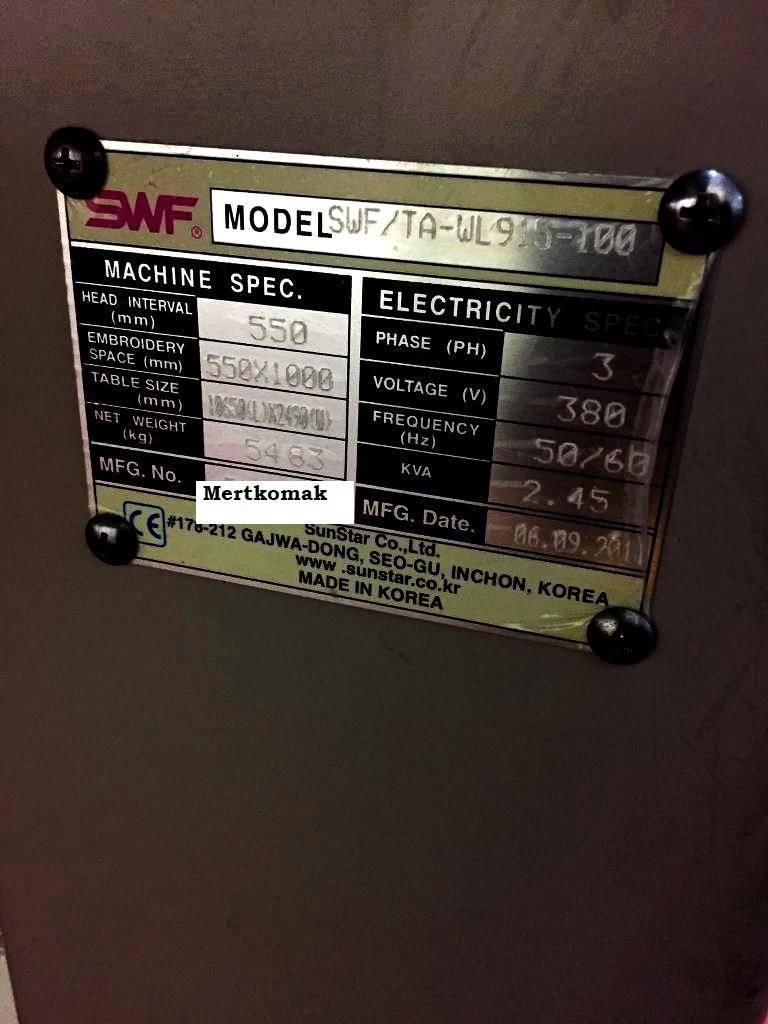 SWF® MODEL SWF/TA-WL915-100
MACHINE SPEC.
HEAD INTERVAL (mm) 550
EMBROIDERY SPACE (mm) 550X1000
TABLE SIZE (mm) 10650(L)X2490(W)
NET WEIGHT (kg) 5483
MFG. No.
Mertkomak
ELECTRICITY SPEC.
PHASE (PH) 3
VOLTAGE (V) 380
FREQUENCY (Hz) 50/60
KVA 2.45
MFG. Date. 06.09.2011
CE
SunStar Co.,Ltd.
#178-212 GAJWA-DONG, SEO-GU, INCHON, KOREA
www.sunstar.co.kr
MADE IN KOREA